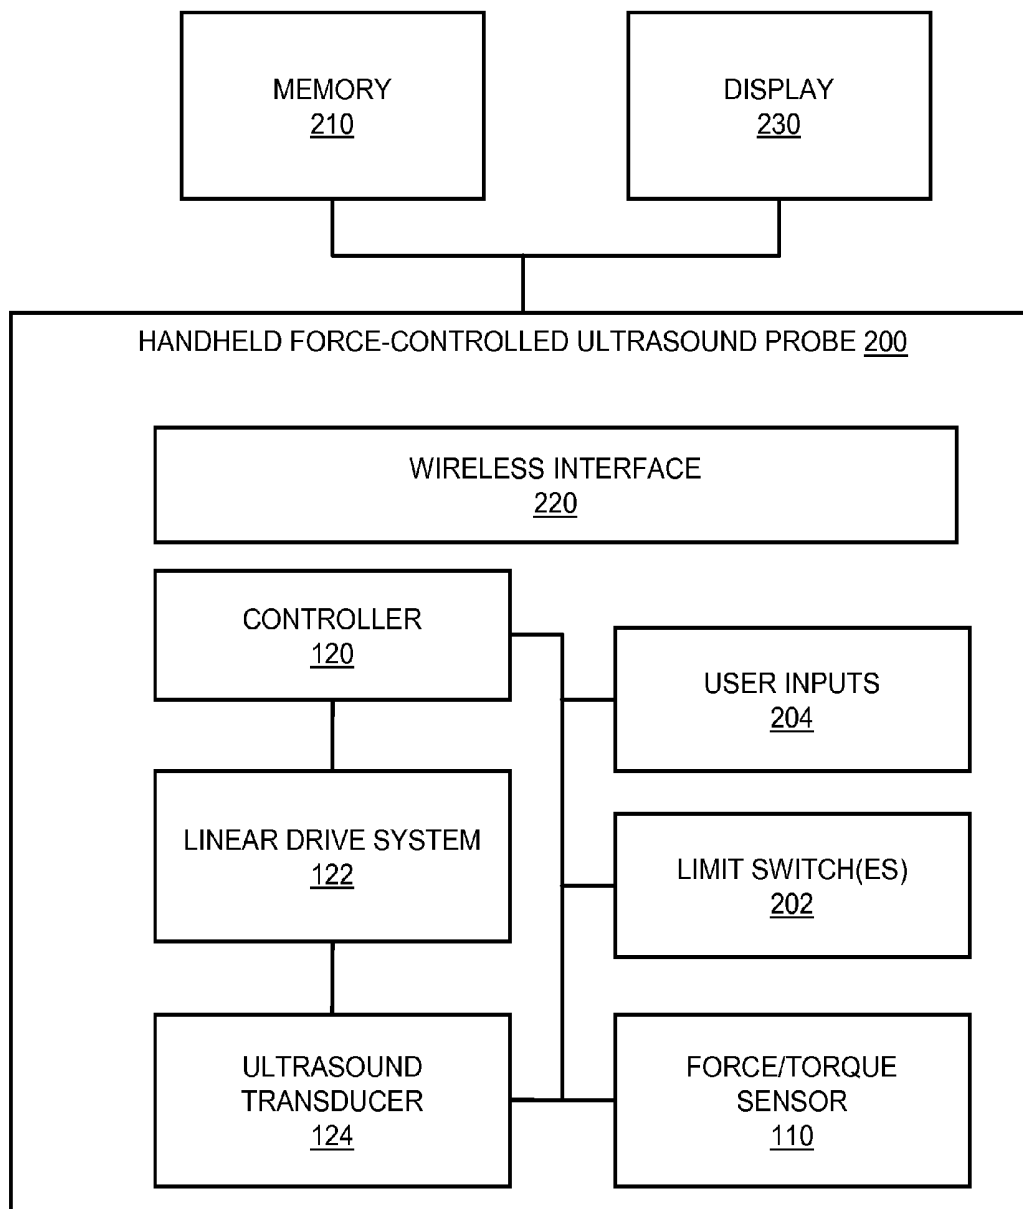 MEMORY
210
DISPLAY
230
HANDHELD FORCE-CONTROLLED ULTRASOUND PROBE 200
WIRELESS INTERFACE
220
CONTROLLER
120
USER INPUTS
204
LINEAR DRIVE SYSTEM
122
LIMIT SWITCH(ES)
202
ULTRASOUND
TRANSDUCER
124
FORCE/TORQUE
SENSOR
110